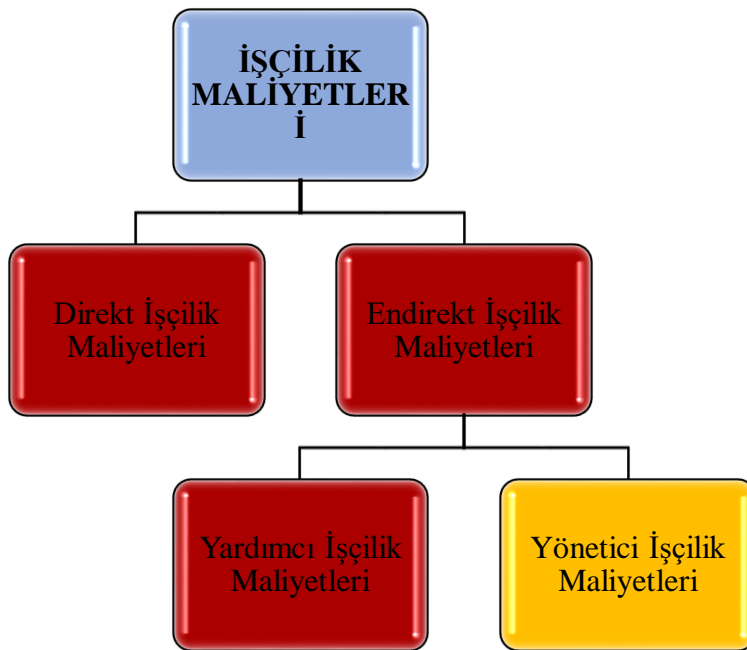 İŞÇİLİK
MALİYETLER
İ
Direkt İşçilik
Maliyetleri
Endirekt İşçilik
Maliyetleri
Yardımcı İşçilik
Maliyetleri
Yönetici İşçilik
Maliyetleri